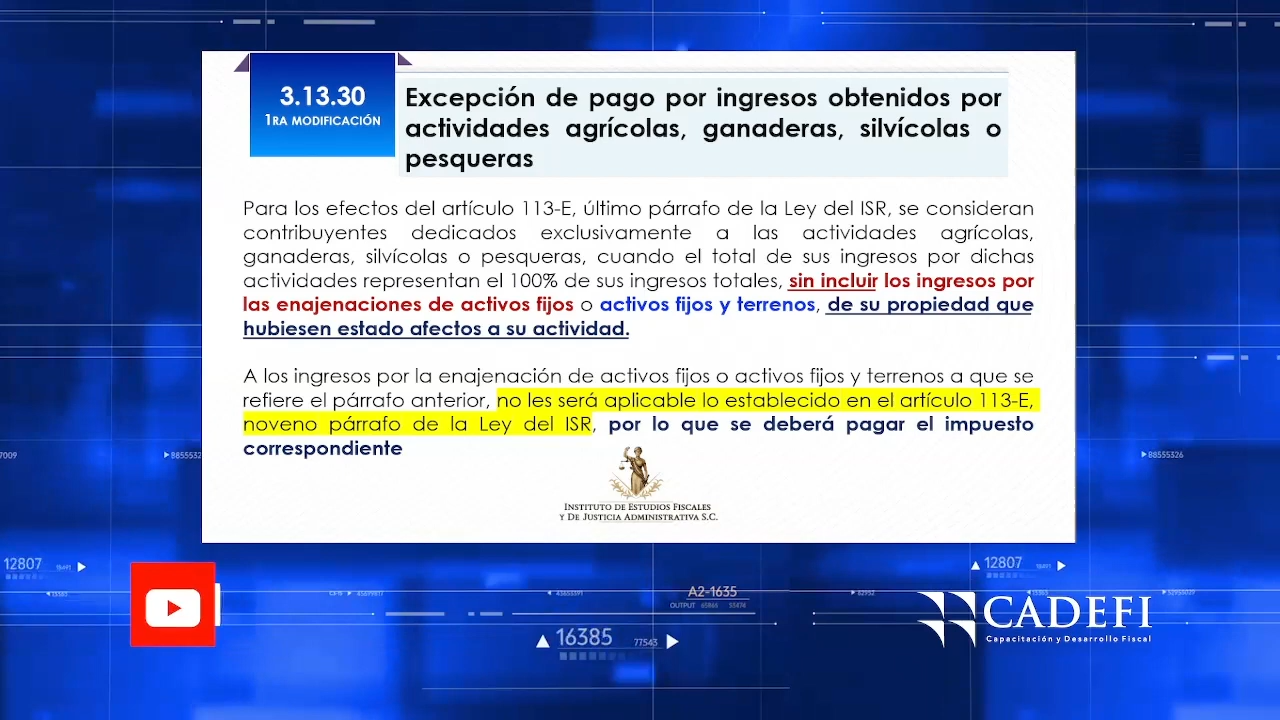 3.13.30
1RA MODIFICACIÓN
Excepción de pago por ingresos obtenidos por
actividades agrícolas, ganaderas, silvícolas o
pesqueras
Para los efectos del artículo 113-E, último párrafo de la Ley del ISR, se consideran
contribuyentes dedicados exclusivamente a las actividades agrícolas,
ganaderas, silvícolas o pesqueras, cuando el total de sus ingresos por dichas
actividades representan el 100% de sus ingresos totales, sin incluir los ingresos por
las enajenaciones de activos fijos o activos fijos y terrenos, de su propiedad que
hubiesen estado afectos a su actividad.
A los ingresos por la enajenación de activos fijos o activos fijos y terrenos a que se
refiere el párrafo anterior, no les será aplicable lo establecido en el artículo 113-E,
noveno párrafo de la Ley del ISR, por lo que se deberá pagar el impuesto
correspondiente
INSTITUTO DE ESTUDIOS FISCALES
Y DE JUSTICIA ADMINISTRATIVA S.C.
7009
88555326
12807
12807
A2-1635
OUTPUT
16385
77543
CADEFI
Capacitación y Desarrollo Fiscal